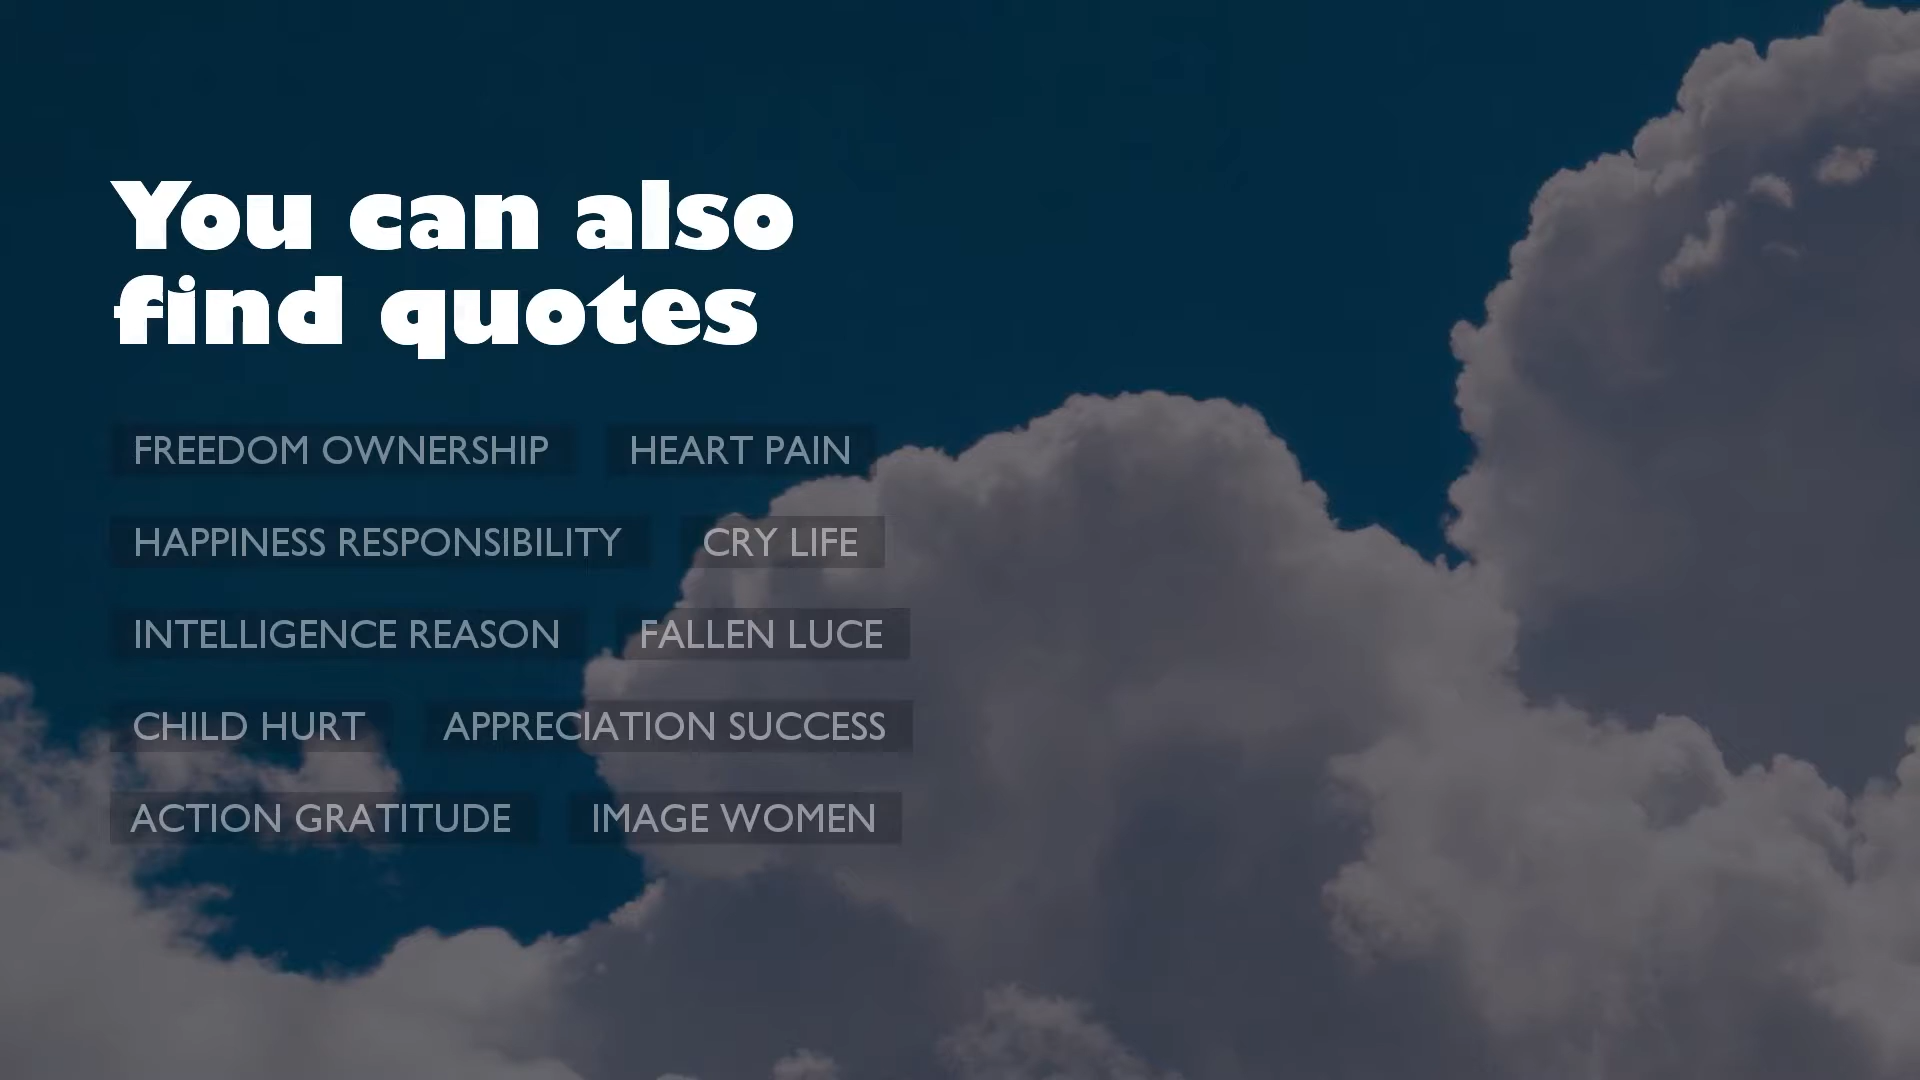 You can also
find quotes
FREEDOM OWNERSHIP HEART PAIN
HAPPINESS RESPONSIBILITY CRY LIFE
INTELLIGENCE REASON FALLEN LUCE
CHILD HURT APPRECIATION SUCCESS
ACTION GRATITUDE IMAGE WOMEN